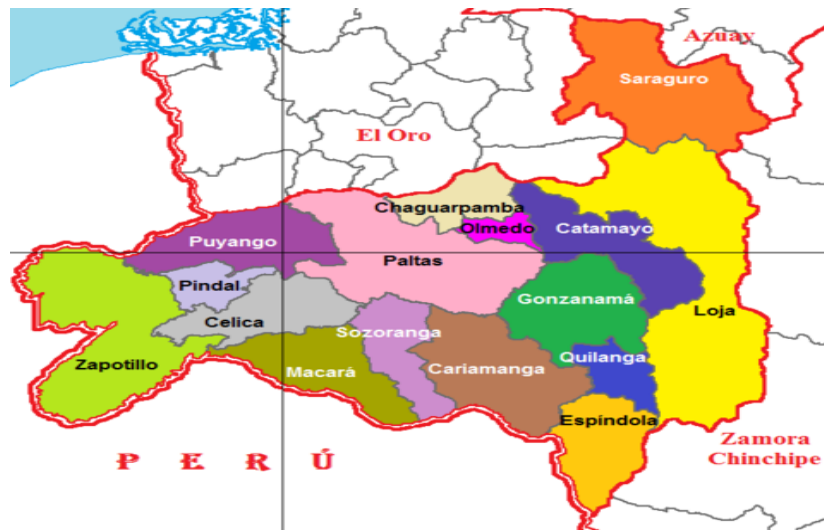 Azuay
Saraguro
El Oro
Chaguarpamba
Olmedo
Catamayo
Puyango
Paltas
Pindal
Gonzanamá
Celica
Loja
Sozoranga
Zapotillo
Macará
Cariamanga
Quilanga
Espíndola
Zamora
Chinchipe
P E R Ú